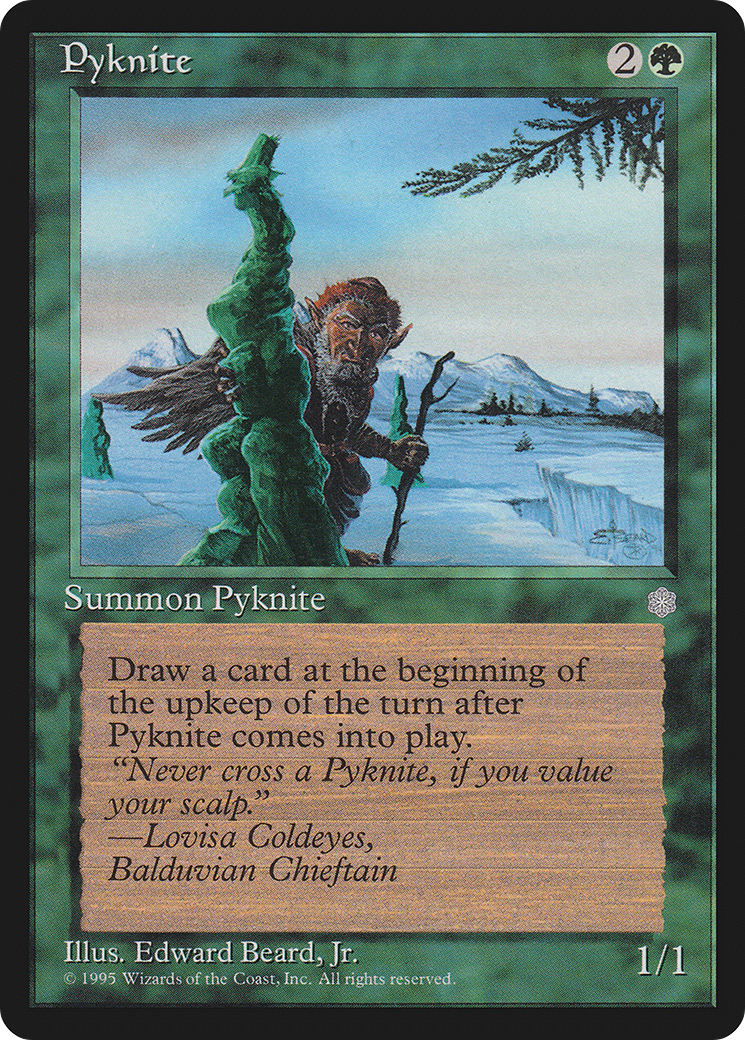 Pyknite
2
E. BEARD
Summon Pyknite
Draw a card at the beginning of
the upkeep of the turn after
Pyknite comes into play.
“Never cross a Pyknite, if you value
your scalp.”
—Lovisa Coldeyes,
Balduvian Chieftain
Illus. Edward Beard, Jr.
1/1
© 1995 Wizards of the Coast, Inc. All rights reserved.